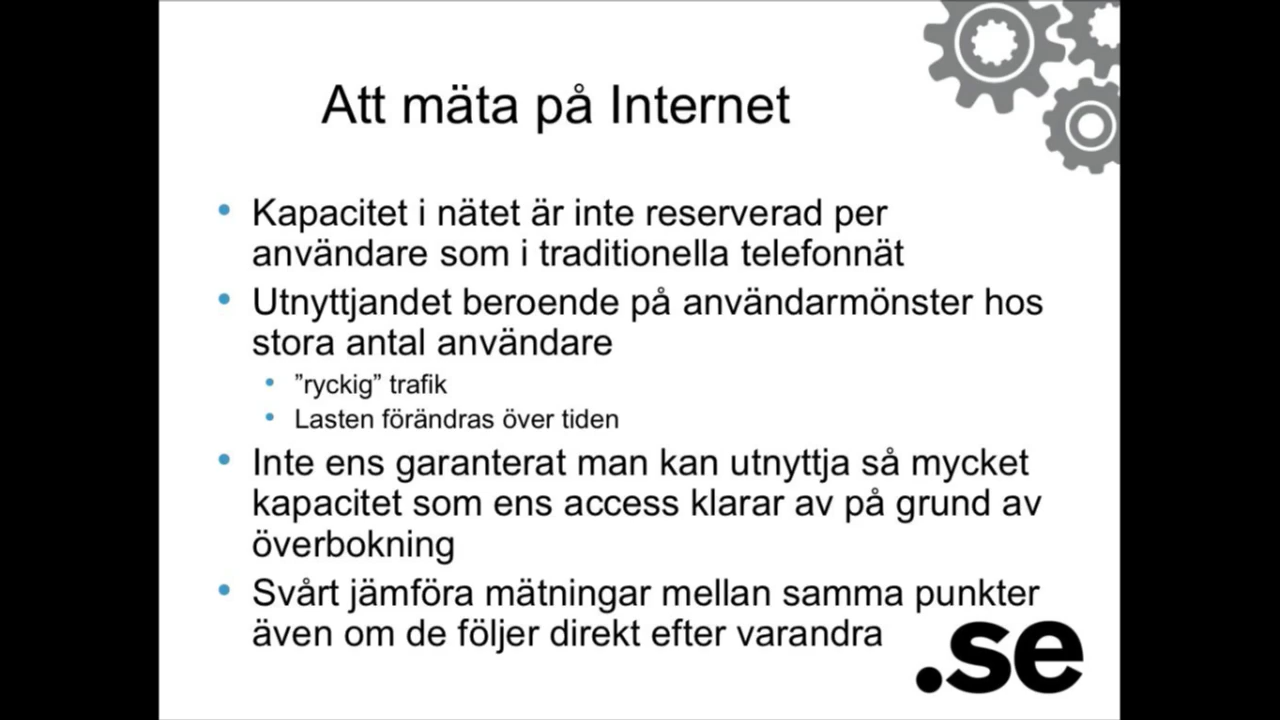 Att mäta på Internet
• Kapacitet i nätet är inte reserverad per
användare som i traditionella telefonnät
• Utnyttjandet beroende på användarmönster hos
stora antal användare
• ”ryckig” trafik
• Lasten förändras över tiden
• Inte ens garanterat man kan utnyttja så mycket
kapacitet som ens access klarar av på grund av
överbokning
• Svårt jämföra mätningar mellan samma punkter
även om de följer direkt efter varandra
.se